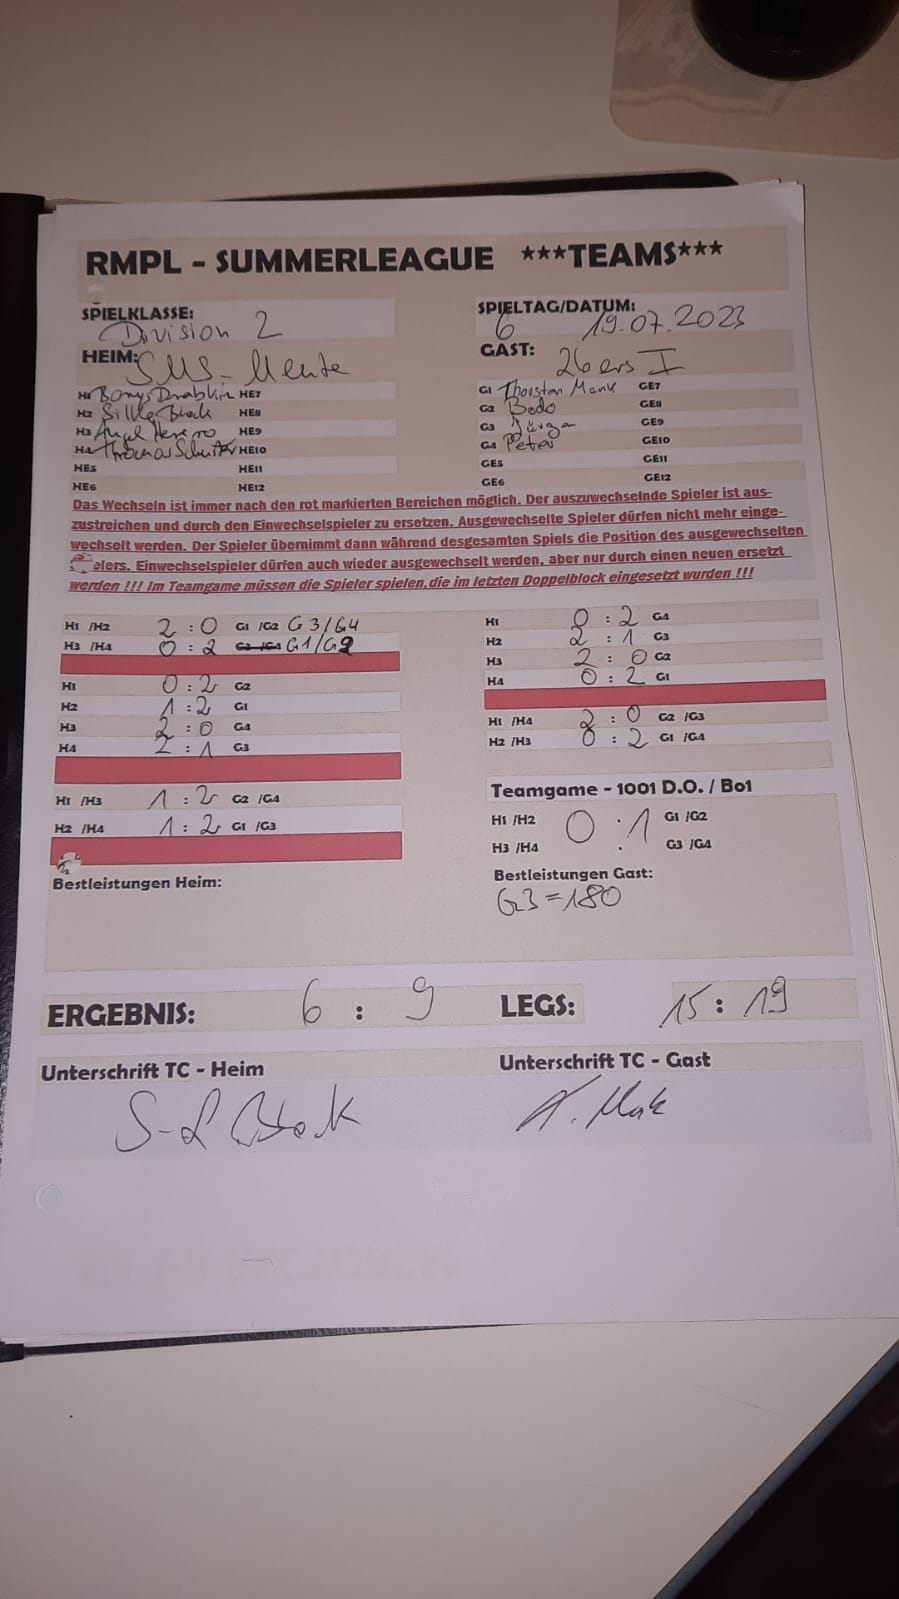 RMPL - SUMMERLEAGUE ***TEAMS***
SPIELKLASSE: Division 2
SPIELTAG/DATUM: 6 19.07.2023
HEIM: SMS-Meute
GAST: 26ers I
H1 HE7
H2 Silke Block HE8
H3 Angel HE9
H4 Thomas HE10
HE5 HE11
HE6 HE12
G1 Thorsten Mank GE7
G2 Bodo GE8
G3 Jürgen GE9
G4 Peter GE10
GE5 GE11
GE6 GE12
Das Wechseln ist immer nach den rot markierten Bereichen möglich. Der auszuwechselnde Spieler ist aus-
zustreichen und durch den Einwechselspieler zu ersetzen. Ausgewechselte Spieler dürfen nicht mehr einge-
wechselt werden. Der Spieler übernimmt dann während desgesamten Spiels die Position des ausgewechselten
elers. Einwechselspieler dürfen auch wieder ausgewechselt werden, aber nur durch einen neuen ersetzt
werden !!! Im Teamgame müssen die Spieler spielen,die im letzten Doppelblock eingesetzt wurden !!!
H1 /H2 2 : 0 G1 /G2 G3/G4
H3 /H4 0 : 2 G3 /G4 G1/G2
H1 0 : 2 G2
H2 1 : 2 G1
H3 2 : 0 G4
H4 2 : 1 G3
H1 /H3 1 : 2 G2 /G4
H2 /H4 1 : 2 G1 /G3
Bestleistungen Heim:
H1 0 : 2 G4
H2 2 : 1 G3
H3 2 : 0 G2
H4 0 : 2 G1
H1 /H4 2 : 0 G2 /G3
H2 /H3 0 : 2 G1 /G4
Teamgame - 1001 D.O. / Bo1
H1 /H2 0 : 1 G1 /G2
H3 /H4 G3 /G4
Bestleistungen Gast:
G3=180
ERGEBNIS: 6 : 9 LEGS: 15 : 19
Unterschrift TC - Heim
Unterschrift TC - Gast
S-L Block